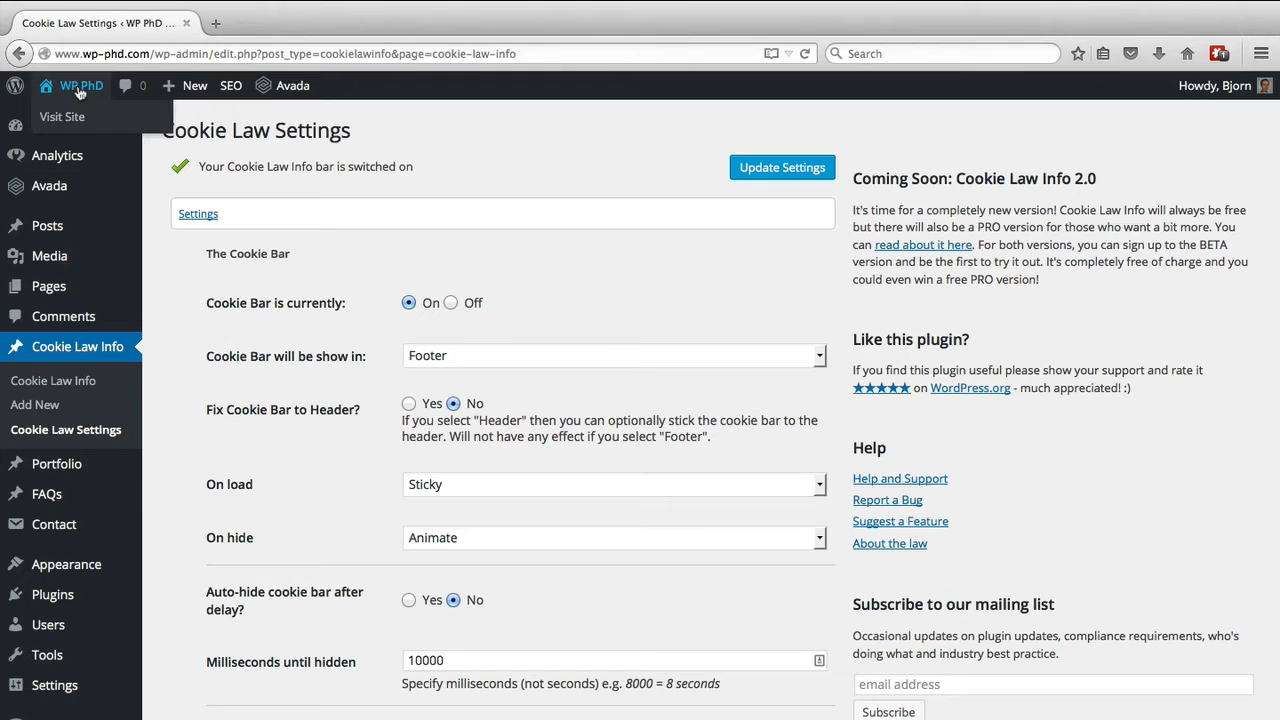 Cookie Law Settings ‹ WP PhD ...
www.wp-phd.com/wp-admin/edit.php?post_type=cookielawinfo&page=cookie-law-info
Search
WP PhD
0
New
SEO
Avada
Howdy, Bjorn
Visit Site
Analytics
Avada
Posts
Media
Pages
Comments
Cookie Law Info
Cookie Law Info
Add New
Cookie Law Settings
Portfolio
FAQs
Contact
Appearance
Plugins
Users
Tools
Settings
Cookie Law Settings
Your Cookie Law Info bar is switched on
Update Settings
Settings
The Cookie Bar
Cookie Bar is currently:
On
Off
Cookie Bar will be show in:
Footer
Fix Cookie Bar to Header?
Yes
No
If you select "Header" then you can optionally stick the cookie bar to the
header. Will not have any effect if you select "Footer".
On load
Sticky
On hide
Animate
Auto-hide cookie bar after
delay?
Yes
No
Milliseconds until hidden
10000
Specify milliseconds (not seconds) e.g. 8000 = 8 seconds
Coming Soon: Cookie Law Info 2.0
It's time for a completely new version! Cookie Law Info will always be free
but there will also be a PRO version for those who want a bit more. You
can read about it here. For both versions, you can sign up to the BETA
version and be the first to try it out. It's completely free of charge and you
could even win a free PRO version!
Like this plugin?
If you find this plugin useful please show your support and rate it
★★★★★ on WordPress.org - much appreciated! :)
Help
Help and Support
Report a Bug
Suggest a Feature
About the law
Subscribe to our mailing list
Occasional updates on plugin updates, compliance requirements, who's
doing what and industry best practice.
email address
Subscribe